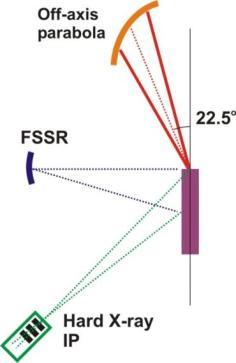 Off-axis
parabola
22.5°
FSSR
Hard X-ray
IP